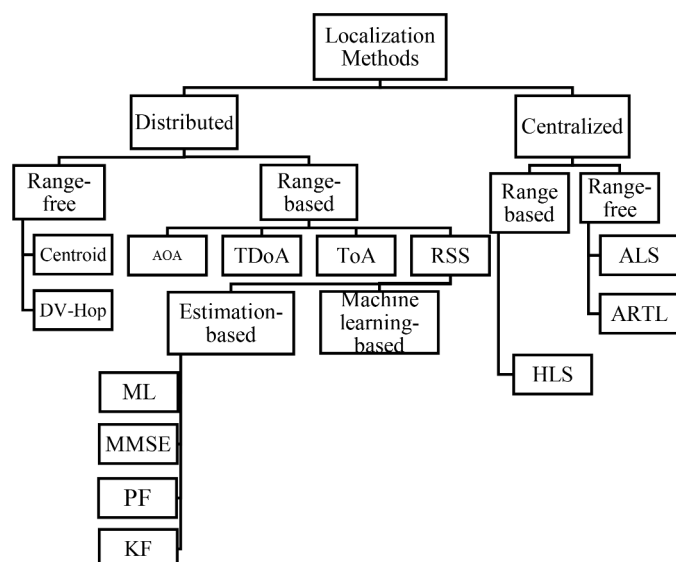 Localization
Methods
Distributed
Centralized
Range-
free
Range-
based
Range
based
Range-
free
Centroid
AOA
TDoA
ToA
RSS
ALS
DV-Hop
Estimation-
based
Machine
learning-
based
ARTL
HLS
ML
MMSE
PF
KF